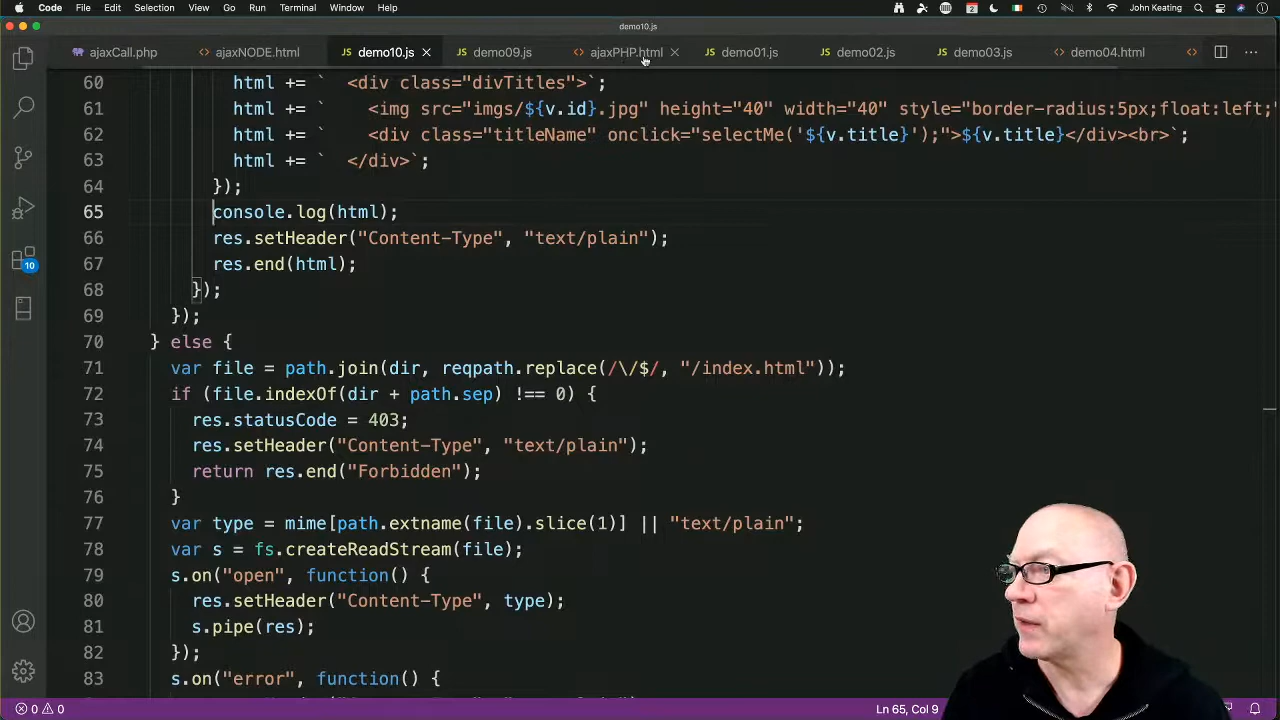 Code File Edit Selection View Go Run Terminal Window Help 2 John Keating
demo10.js
ajaxCall.php ajaxNODE.html JS demo10.js JS demo09.js ajaxPHP.html JS demo01.js JS demo02.js JS demo03.js demo04.html
60 html += `  <div class="divTitles">`;
61 html += `    <img src="imgs/${v.id}.jpg" height="40" width="40" style="border-radius:5px;float:left;
62 html += `    <div class="titleName" onclick="selectMe('${v.title}');">${v.title}</div><br>`;
63 html += `  </div>`;
64 });
65 console.log(html);
66 res.setHeader("Content-Type", "text/plain");
67 res.end(html);
68 });
69 });
70 } else {
71 var file = path.join(dir, reqpath.replace(/\/$/, "/index.html"));
72 if (file.indexOf(dir + path.sep) !== 0) {
73 res.statusCode = 403;
74 res.setHeader("Content-Type", "text/plain");
75 return res.end("Forbidden");
76 }
77 var type = mime[path.extname(file).slice(1)] || "text/plain";
78 var s = fs.createReadStream(file);
79 s.on("open", function() {
80 res.setHeader("Content-Type", type);
81 s.pipe(res);
82 });
83 s.on("error", function() {
10
0 0 Ln 65, Col 9